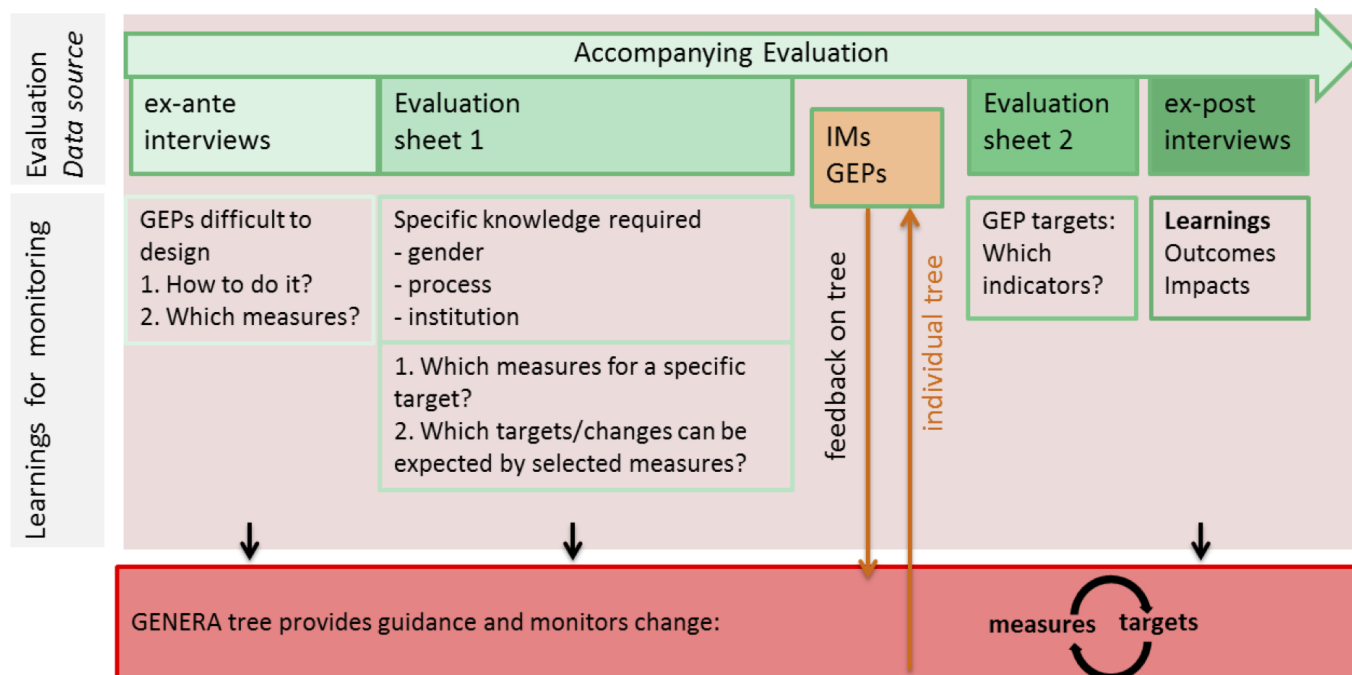 Evaluation
Data source
Accompanying Evaluation
ex-ante
interviews
Evaluation
sheet 1
IMs
GEPs
Evaluation
sheet 2
ex-post
interviews
Learnings for monitoring
GEPs difficult to
design
1. How to do it?
2. Which measures?
Specific knowledge required
- gender
- process
- institution
1. Which measures for a specific
target?
2. Which targets/changes can be
expected by selected measures?
feedback on tree
individual tree
GEP targets:
Which
indicators?
Learnings
Outcomes
Impacts
GENERA tree provides guidance and monitors change:
measures
targets